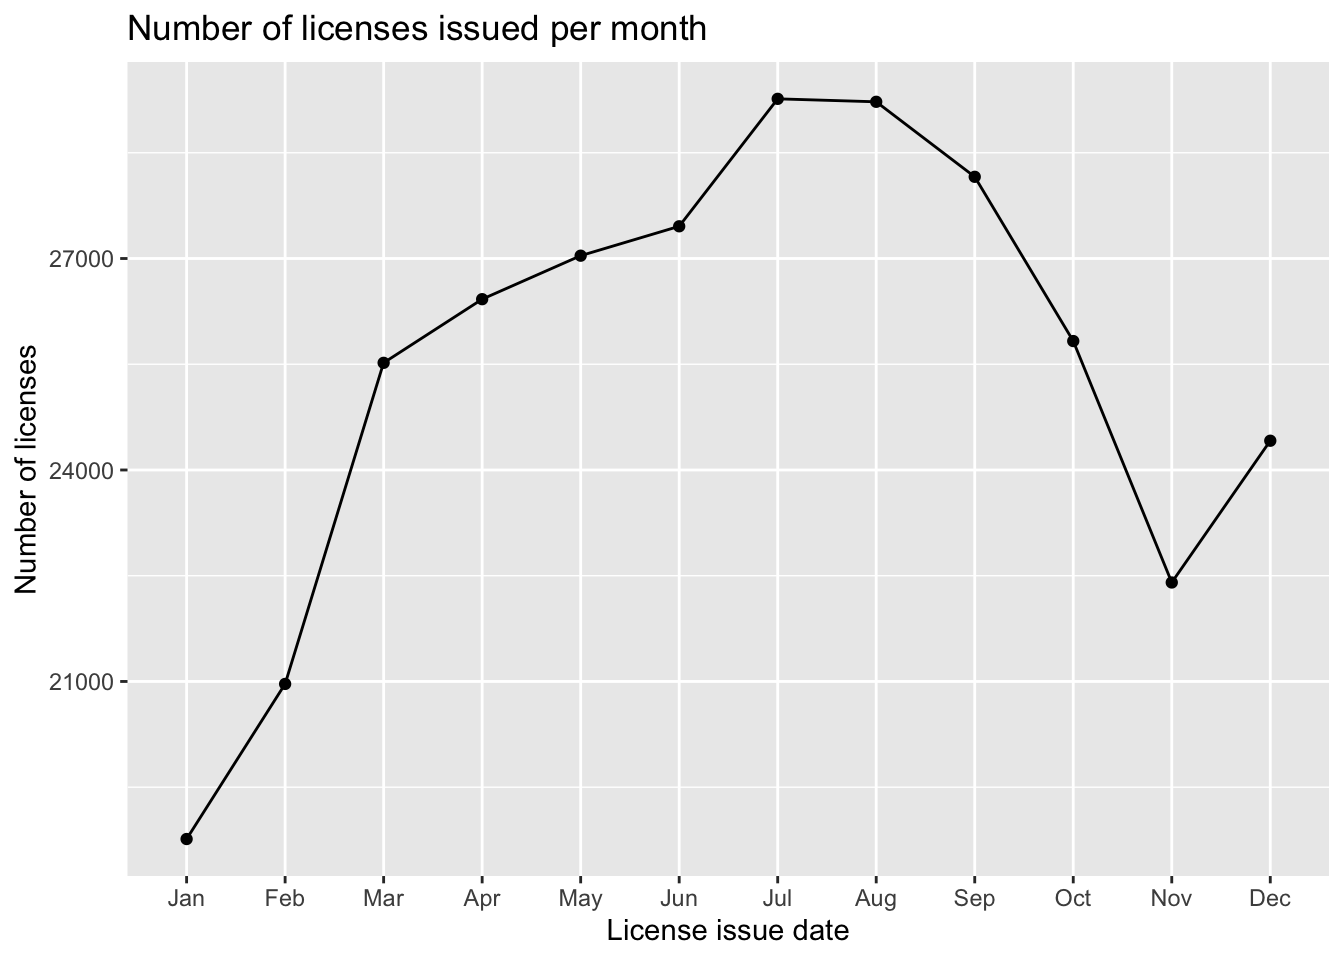 Number of licenses issued per month
Number of licenses
27000
24000
21000
Jan Feb Mar Apr May Jun Jul Aug Sep Oct Nov Dec
License issue date